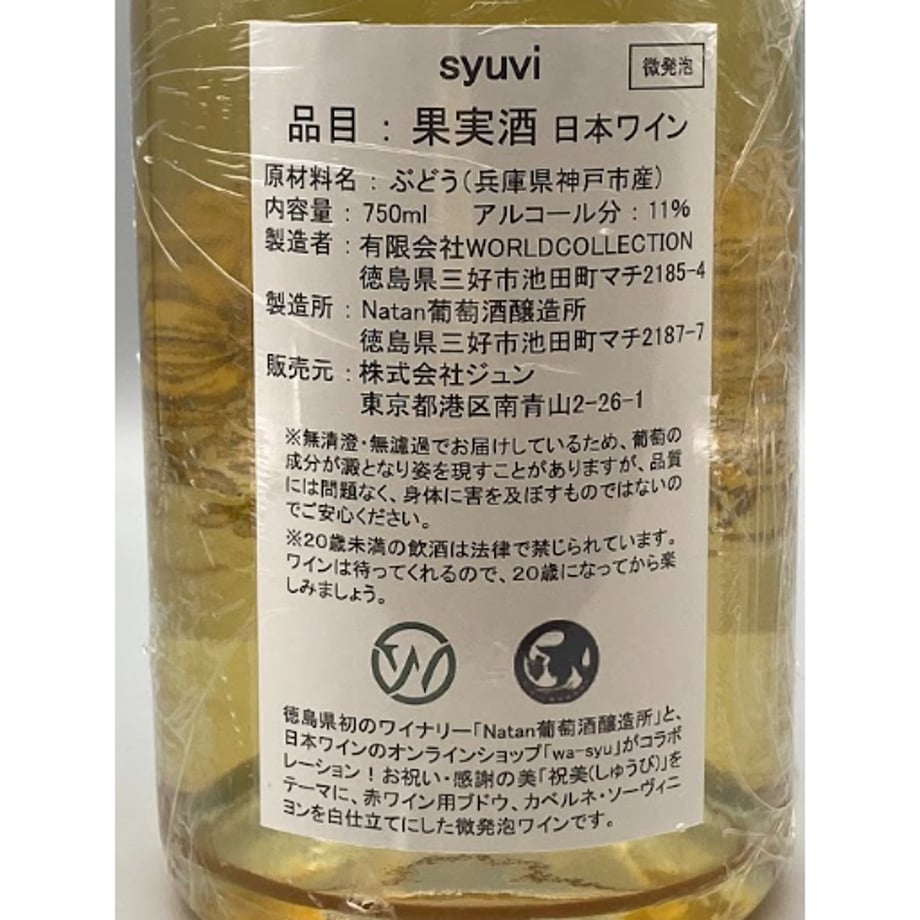 syuvi
微発泡
品目 : 果実酒 日本ワイン
原材料名 : ぶどう(兵庫県神戸市産)
内容量 : 750ml アルコール分 : 11%
製造者 : 有限会社WORLDCOLLECTION
徳島県三好市池田町マチ2185-4
製造所 : Natan葡萄酒醸造所
徳島県三好市池田町マチ2187-7
販売元 : 株式会社ジュン
東京都港区南青山2-26-1
※無清澄・無濾過でお届けしているため、葡萄の
成分が澱となり姿を現すことがありますが、品質
には問題なく、身体に害を及ぼすものではないの
でご安心ください。
※20歳未満の飲酒は法律で禁じられています。
ワインは待ってくれるので、20歳になってから楽
しみましょう。
徳島県初のワイナリー「Natan葡萄酒醸造所」と、
日本ワインのオンラインショップ「wa-syu」がコラボ
レーション！お祝い・感謝の美「祝美(しゅうび)」を
テーマに、赤ワイン用ブドウ、カベルネ・ソーヴィニ
ヨンを白仕立てにした微発泡ワインです。